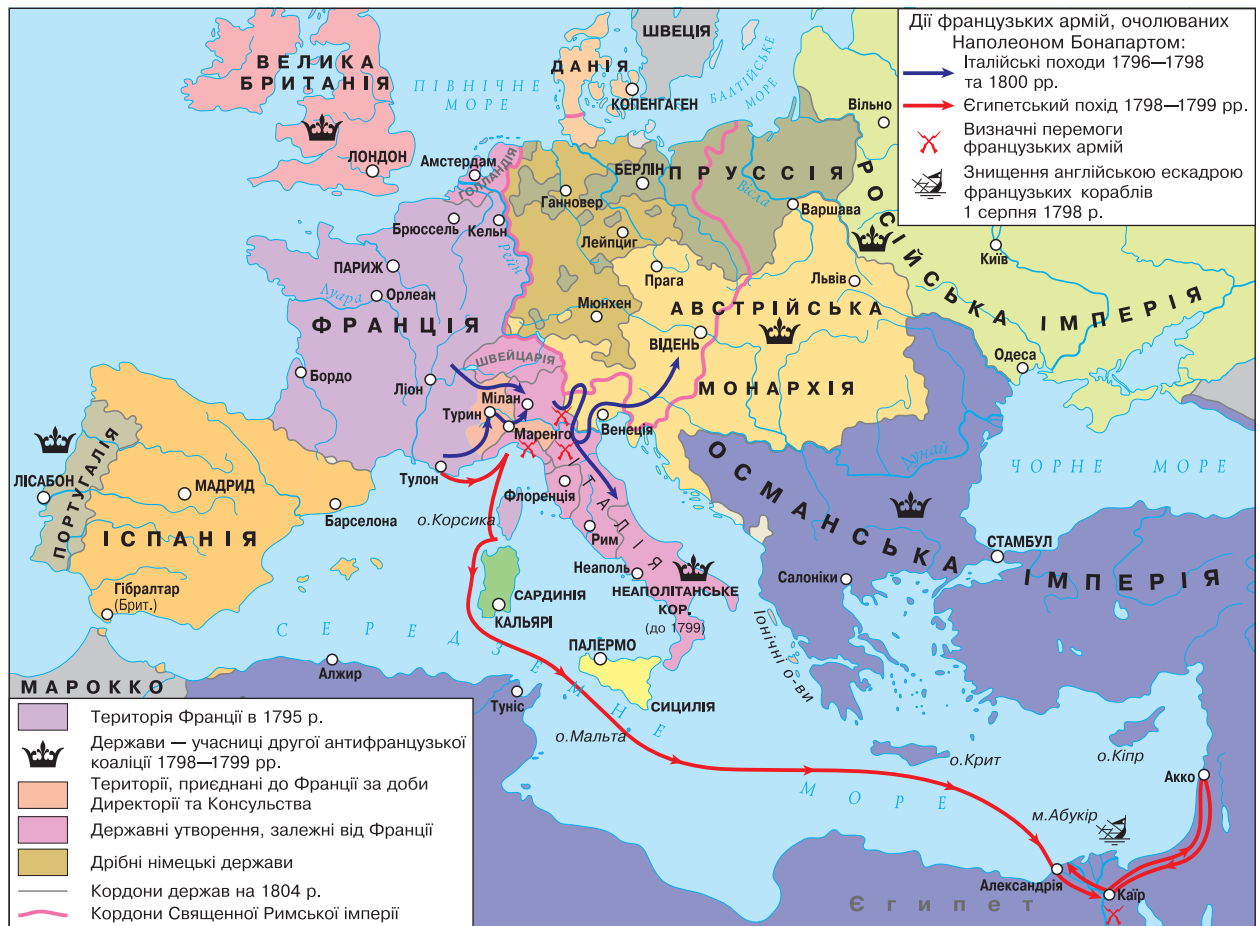 Дії французьких армій, очолюваних
Наполеоном Бонапартом:
Італійські походи 1796—1798
та 1800 рр.
Єгипетський похід 1798—1799 рр.
Визначні перемоги
французьких армій
Знищення англійською ескадрою
французьких кораблів
1 серпня 1798 р.
ШВЕЦІЯ
ВЕЛИКА
БРИТАНІЯ
ПІВНІЧНЕ
МОРЕ
ДАНІЯ
КОПЕНГАГЕН
БАЛТІЙСЬКЕ
МОРЕ
Вільно
ЛОНДОН
Амстердам
ГОЛЛАНДІЯ
БЕРЛІН
ПРУССІЯ
Вісла
Ганновер
Варшава
РОСІЙСЬКА ІМПЕРІЯ
Брюссель
Кельн
Рейн
Лейпциг
Київ
ПАРИЖ
Прага
Львів
Луара
Орлеан
Мюнхен
АВСТРІЙСЬКА
МОНАРХІЯ
ФРАНЦІЯ
ВІДЕНЬ
ШВЕЙЦАРІЯ
Одеса
Бордо
Ліон
Мілан
Турин
Маренго
Венеція
ПОРТУГАЛІЯ
ЛІСАБОН
МАДРИД
ІСПАНІЯ
Барселона
Тулон
Флоренція
ІТАЛІЯ
Дунай
ЧОРНЕ МОРЕ
о.Корсика
Рим
ОСМАНСЬКА ІМПЕРІЯ
СТАМБУЛ
Неаполь
Салоніки
Гібралтар
(Брит.)
САРДИНІЯ
КАЛЬЯРІ
НЕАПОЛІТАНСЬКЕ
КОР.
(до 1799)
Іонічні о-ви
СЕРЕДЗЕМНЕ
МОРЕ
ПАЛЕРМО
СИЦИЛІЯ
МАРОККО
Алжир
Туніс
о.Мальта
о.Крит
о.Кіпр
Акко
м.Абукір
Александрія
Каїр
Єгипет
Територія Франції в 1795 р.
Держави — учасниці другої антифранцузької
коаліції 1798—1799 рр.
Території, приєднані до Франції за доби
Директорії та Консульства
Державні утворення, залежні від Франції
Дрібні німецькі держави
Кордони держав на 1804 р.
Кордони Священної Римської імперії